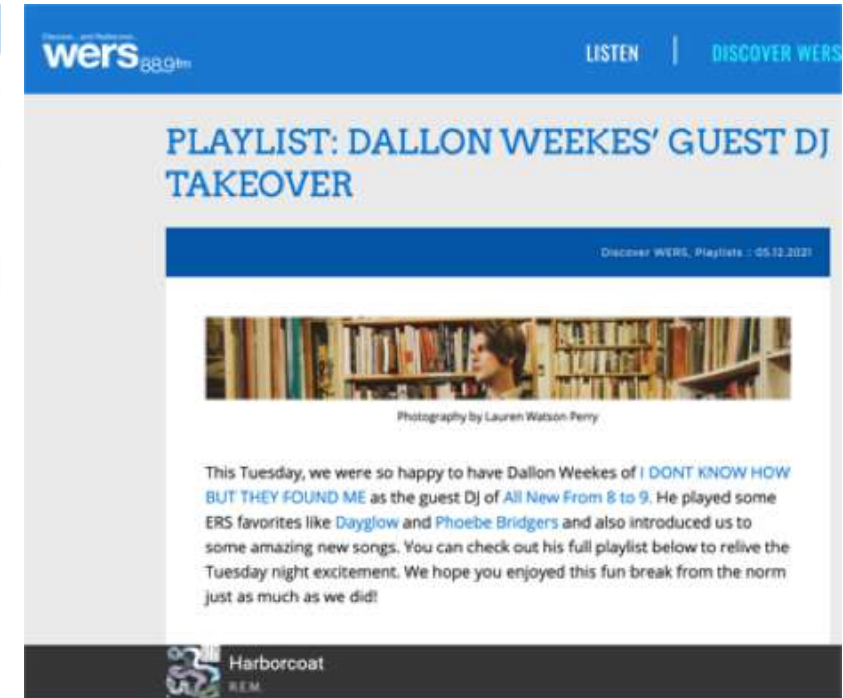 Discover... and Rediscover...
wers 88.9fm
LISTEN | DISCOVER WERS
PLAYLIST: DALLON WEEKES' GUEST DJ
TAKEOVER
Discover WERS, Playlists :: 05.12.2021
Photography by Lauren Watson Perry
This Tuesday, we were so happy to have Dallon Weekes of I DONT KNOW HOW
BUT THEY FOUND ME as the guest DJ of All New From 8 to 9. He played some
ERS favorites like Dayglow and Phoebe Bridgers and also introduced us to
some amazing new songs. You can check out his full playlist below to relive the
Tuesday night excitement. We hope you enjoyed this fun break from the norm
just as much as we did!
Harborcoat
R.E.M.